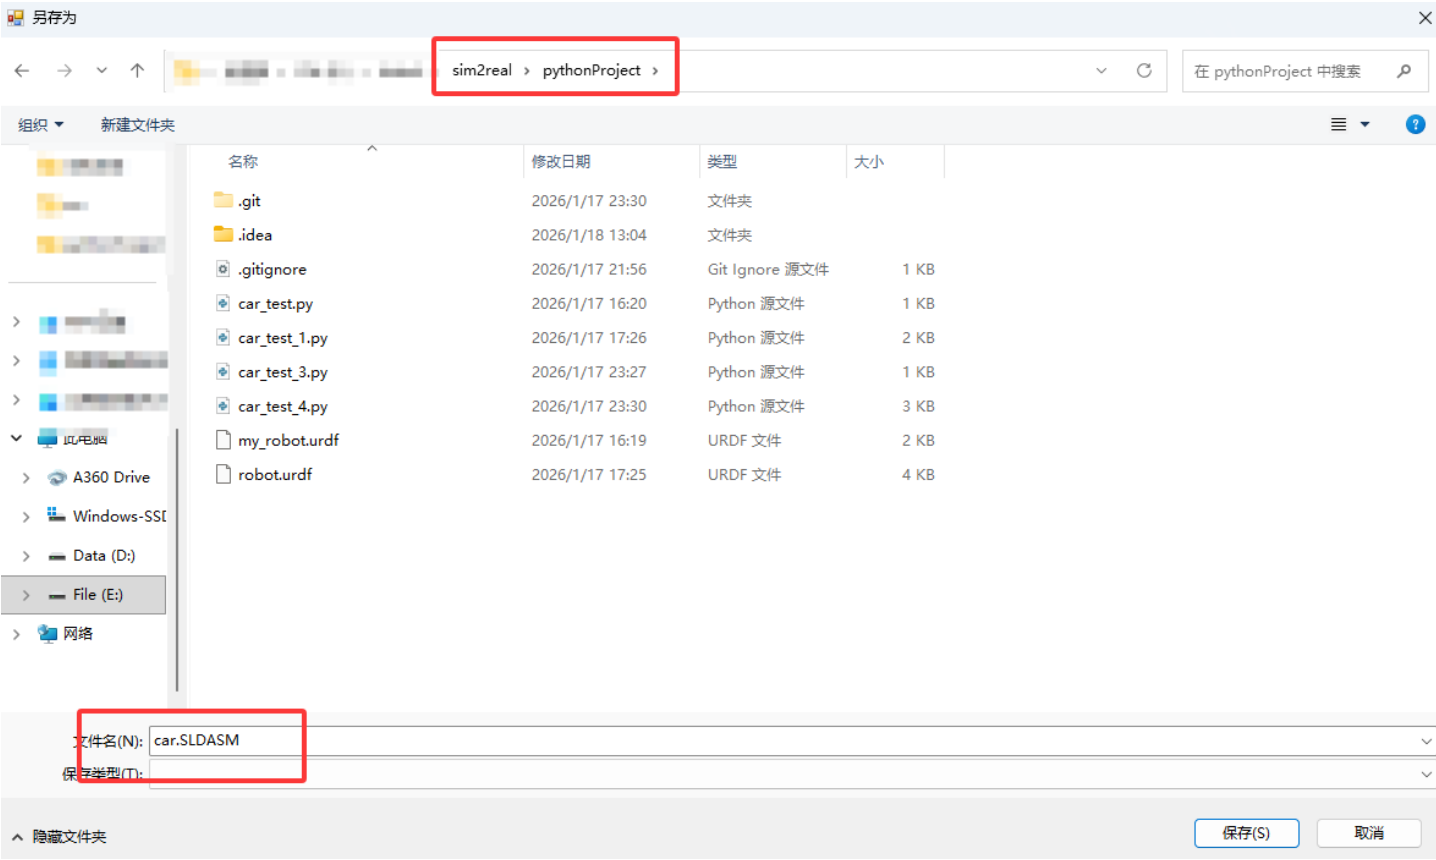 另存为
sim2real › pythonProject ›
在 pythonProject 中搜索
组织 新建文件夹
名称 修改日期 类型 大小
.git 2026/1/17 23:30 文件夹
.idea 2026/1/18 13:04 文件夹
.gitignore 2026/1/17 21:56 Git Ignore 源文件 1 KB
car_test.py 2026/1/17 16:20 Python 源文件 1 KB
car_test_1.py 2026/1/17 17:26 Python 源文件 2 KB
car_test_3.py 2026/1/17 23:27 Python 源文件 1 KB
car_test_4.py 2026/1/17 23:30 Python 源文件 3 KB
my_robot.urdf 2026/1/17 16:19 URDF 文件 2 KB
robot.urdf 2026/1/17 17:25 URDF 文件 4 KB
此电脑
A360 Drive
Windows-SSD
Data (D:)
File (E:)
网络
文件名(N): car.SLDASM
保存类型(T):
隐藏文件夹
保存(S) 取消